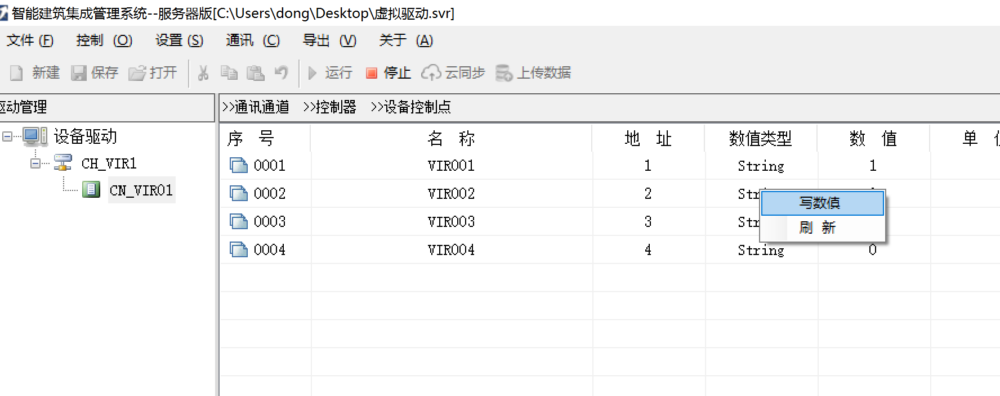 智能建筑集成管理系统--服务器版[C:\Users\dong\Desktop\虚拟驱动.svr]
文件 (F) 控制 (O) 设置 (S) 通讯 (C) 导出 (V) 关于 (A)
新建 保存 打开 运行 停止 云同步 上传数据
驱动管理 >>通讯通道 >>控制器 >>设备控制点
设备驱动
CH_VIR1
CN_VIR01
序 号 名 称 地 址 数值类型 数 值 单
0001 VIR001 1 String 1
0002 VIR002 2 Str
写数值
0003 VIR003 3 Str
刷 新
0004 VIR004 4 String 0